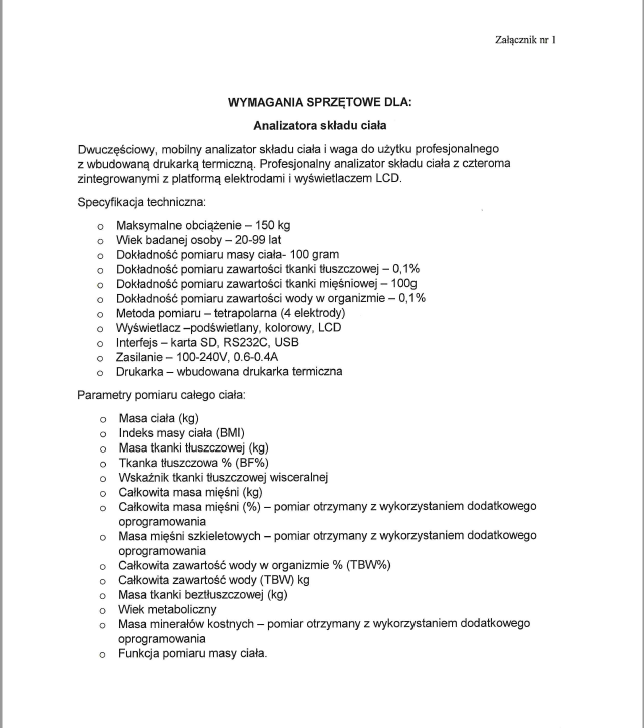 Załącznik nr 1
WYMAGANIA SPRZĘTOWE DLA:
Analizatora składu ciała
Dwuczęściowy, mobilny analizator składu ciała i waga do użytku profesjonalnego
z wbudowaną drukarką termiczną. Profesjonalny analizator składu ciała z czteroma
zintegrowanymi z platformą elektrodami i wyświetlaczem LCD.
Specyfikacja techniczna:
o Maksymalne obciążenie – 150 kg
o Wiek badanej osoby – 20-99 lat
o Dokładność pomiaru masy ciała- 100 gram
o Dokładność pomiaru zawartości tkanki tłuszczowej – 0,1%
o Dokładność pomiaru zawartości tkanki mięśniowej – 100g
o Dokładność pomiaru zawartości wody w organizmie – 0,1%
o Metoda pomiaru – tetrapolarna (4 elektrody)
o Wyświetlacz –podświetlany, kolorowy, LCD
o Interfejs – karta SD, RS232C, USB
o Zasilanie – 100-240V, 0.6-0.4A
o Drukarka – wbudowana drukarka termiczna
Parametry pomiaru całego ciała:
o Masa ciała (kg)
o Indeks masy ciała (BMI)
o Masa tkanki tłuszczowej (kg)
o Tkanka tłuszczowa % (BF%)
o Wskaźnik tkanki tłuszczowej wisceralnej
o Całkowita masa mięśni (kg)
o Całkowita masa mięśni (%) – pomiar otrzymany z wykorzystaniem dodatkowego
oprogramowania
o Masa mięśni szkieletowych – pomiar otrzymany z wykorzystaniem dodatkowego
oprogramowania
o Całkowita zawartość wody w organizmie % (TBW%)
o Całkowita zawartość wody (TBW) kg
o Masa tkanki beztłuszczowej (kg)
o Wiek metaboliczny
o Masa minerałów kostnych – pomiar otrzymany z wykorzystaniem dodatkowego
oprogramowania
o Funkcja pomiaru masy ciała.